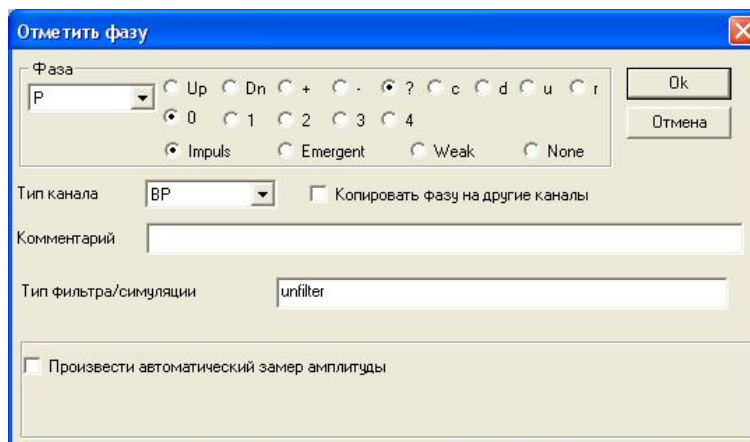 Отметить фазу
Фаза
P Up Dn + - ? c d u r Ok
0 1 2 3 4 Отмена
Impuls Emergent Weak None
Тип канала BP Копировать фазу на другие каналы
Комментарий
Тип фильтра/симуляции unfilter
Произвести автоматический замер амплитуды